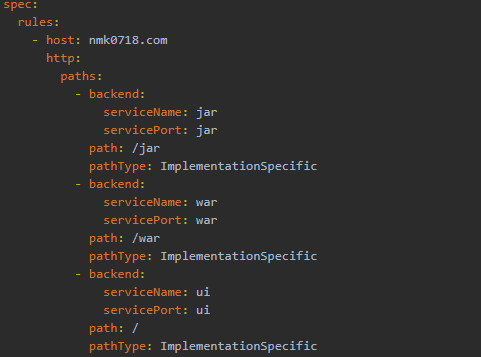 spec:
  rules:
    - host: nmk0718.com
      http:
        paths:
          - backend:
              serviceName: jar
              servicePort: jar
            path: /jar
            pathType: ImplementationSpecific
          - backend:
              serviceName: war
              servicePort: war
            path: /war
            pathType: ImplementationSpecific
          - backend:
              serviceName: ui
              servicePort: ui
            path: /
            pathType: ImplementationSpecific